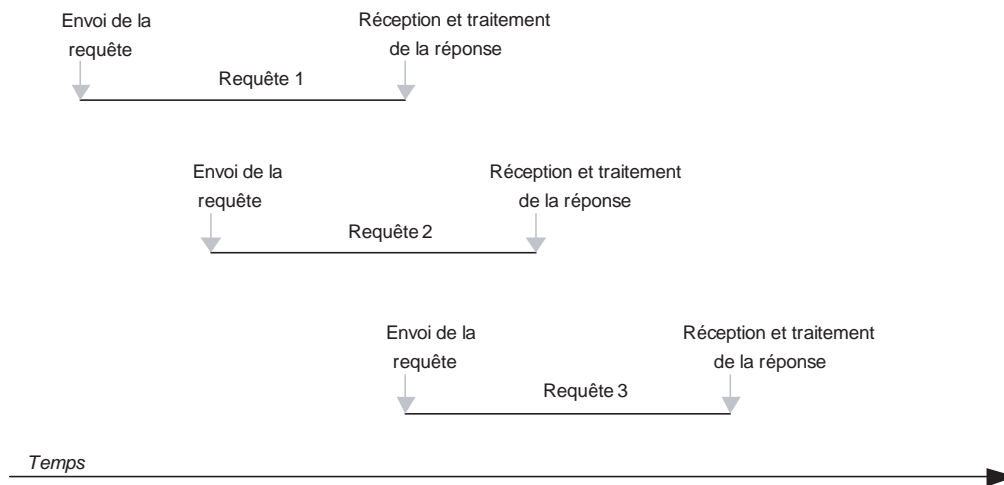 Envoi de la
requête
Réception et traitement
de la réponse
Requête 1
Envoi de la
requête
Réception et traitement
de la réponse
Requête 2
Envoi de la
requête
Réception et traitement
de la réponse
Requête 3
Temps